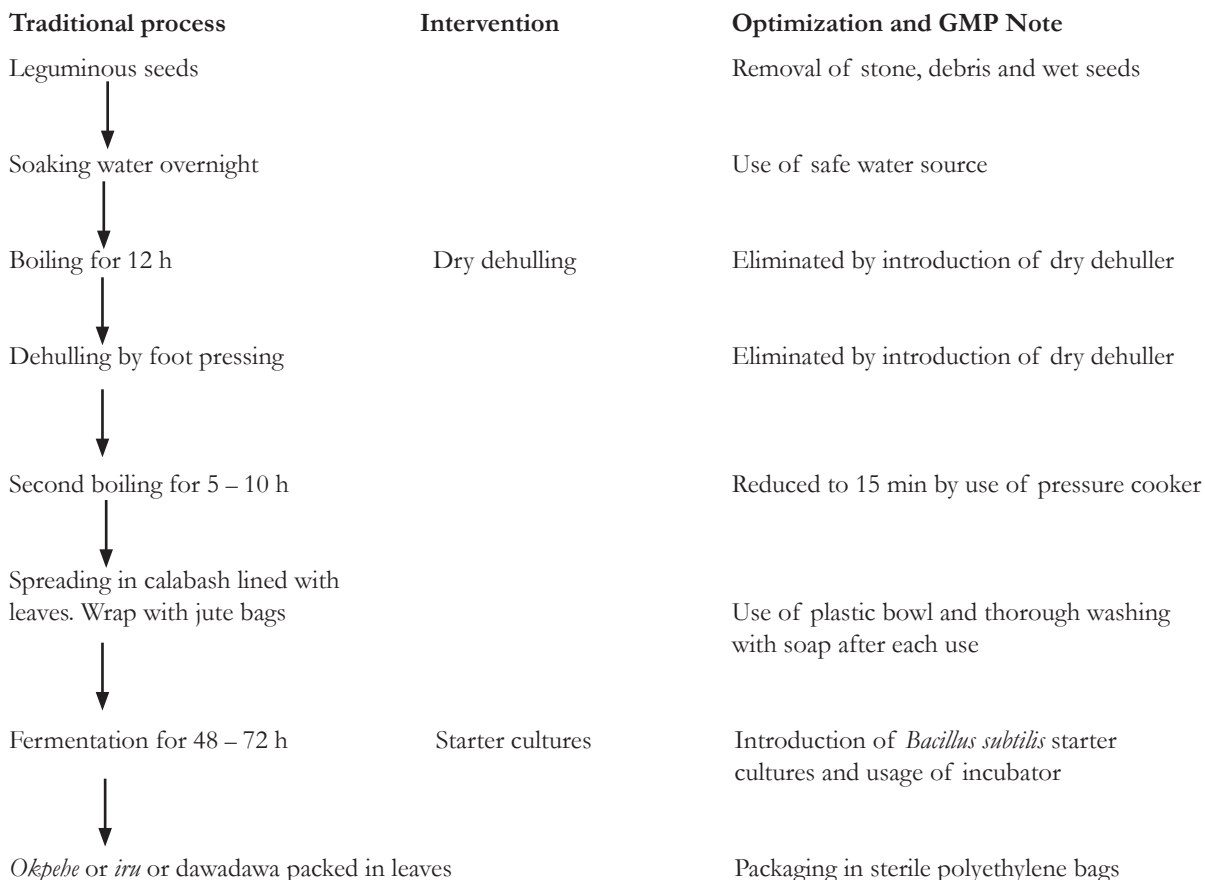 Traditional process Intervention Optimization and GMP Note
Leguminous seeds Removal of stone, debris and wet seeds
Soaking water overnight Use of safe water source
Boiling for 12 h Dry dehulling Eliminated by introduction of dry dehuller
Dehulling by foot pressing Eliminated by introduction of dry dehuller
Second boiling for 5 – 10 h Reduced to 15 min by use of pressure cooker
Spreading in calabash lined with
leaves. Wrap with jute bags Use of plastic bowl and thorough washing
with soap after each use
Fermentation for 48 – 72 h Starter cultures Introduction of Bacillus subtilis starter
cultures and usage of incubator
Okpehe or iru or dawadawa packed in leaves Packaging in sterile polyethylene bags